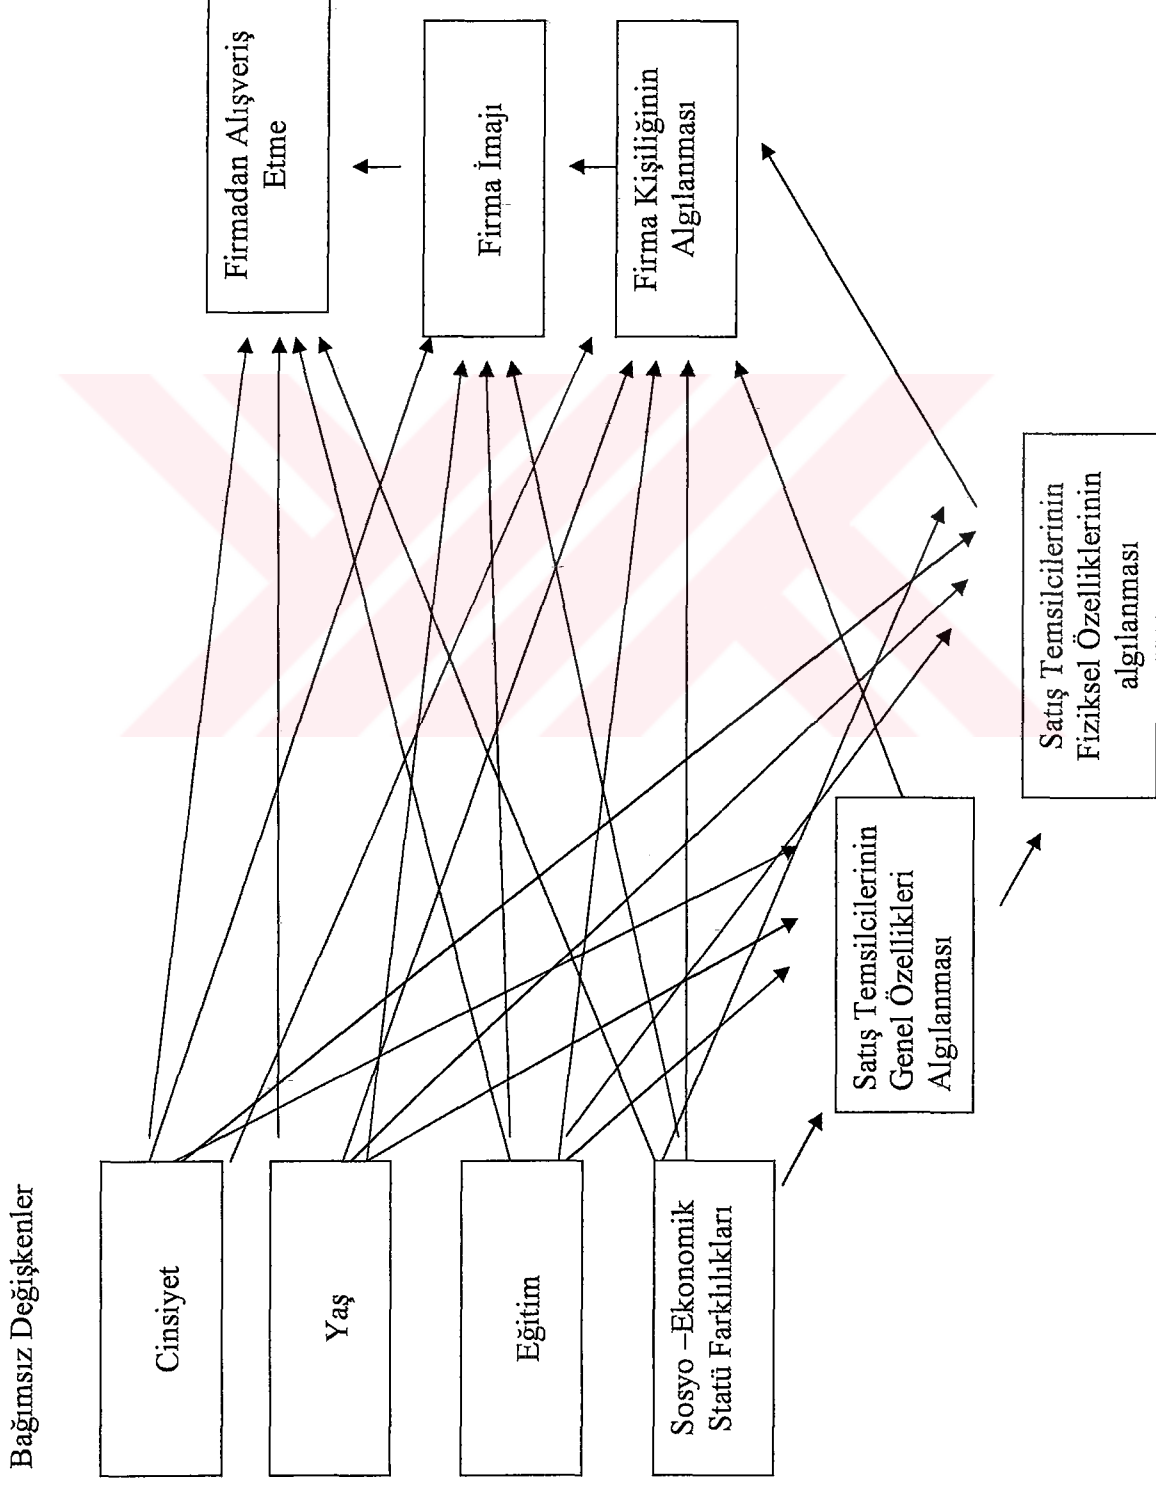 Bağımsız Değişkenler
Cinsiyet
Yaş
Eğitim
Sosyo –Ekonomik
Statü Farklılıkları
Firmadan Alışveriş
Etme
Firma İmajı
Firma Kişiliğinin
Algılanması
Satış Temsilcilerinin
Genel Özellikleri
Algılanması
Satış Temsilcilerinin
Fiziksel Özelliklerinin
algılanması